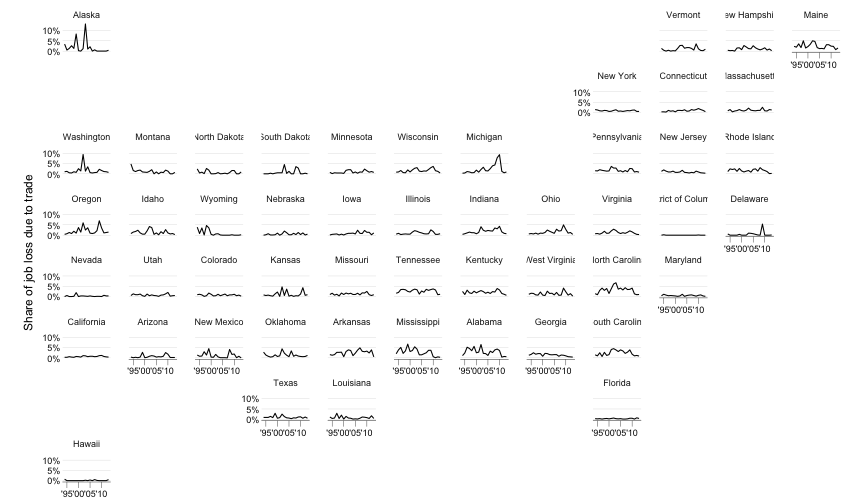 Alaska
Vermont
ew Hampshi
Maine
10%
5%
0%
'95'00'05'10
New York
Connecticut
lassachusett
10%
5%
0%
Washington
Montana
North Dakota
South Dakota
Minnesota
Wisconsin
Michigan
Pennsylvania
New Jersey
Rhode Island
10%
5%
0%
Share of job loss due to trade
Oregon
Idaho
Wyoming
Nebraska
Iowa
Illinois
Indiana
Ohio
Virginia
rict of Colum
Delaware
10%
5%
0%
'95'00'05'10
Nevada
Utah
Colorado
Kansas
Missouri
Tennessee
Kentucky
West Virginia
lorth Carolin
Maryland
10%
5%
0%
'95'00'05'10
California
Arizona
New Mexico
Oklahoma
Arkansas
Mississippi
Alabama
Georgia
outh Carolin
10%
5%
0%
'95'00'05'10
'95'00'05'10
'95'00'05'10
'95'00'05'10
'95'00'05'10
Texas
Louisiana
Florida
10%
5%
0%
'95'00'05'10
'95'00'05'10
'95'00'05'10
Hawaii
10%
5%
0%
'95'00'05'10